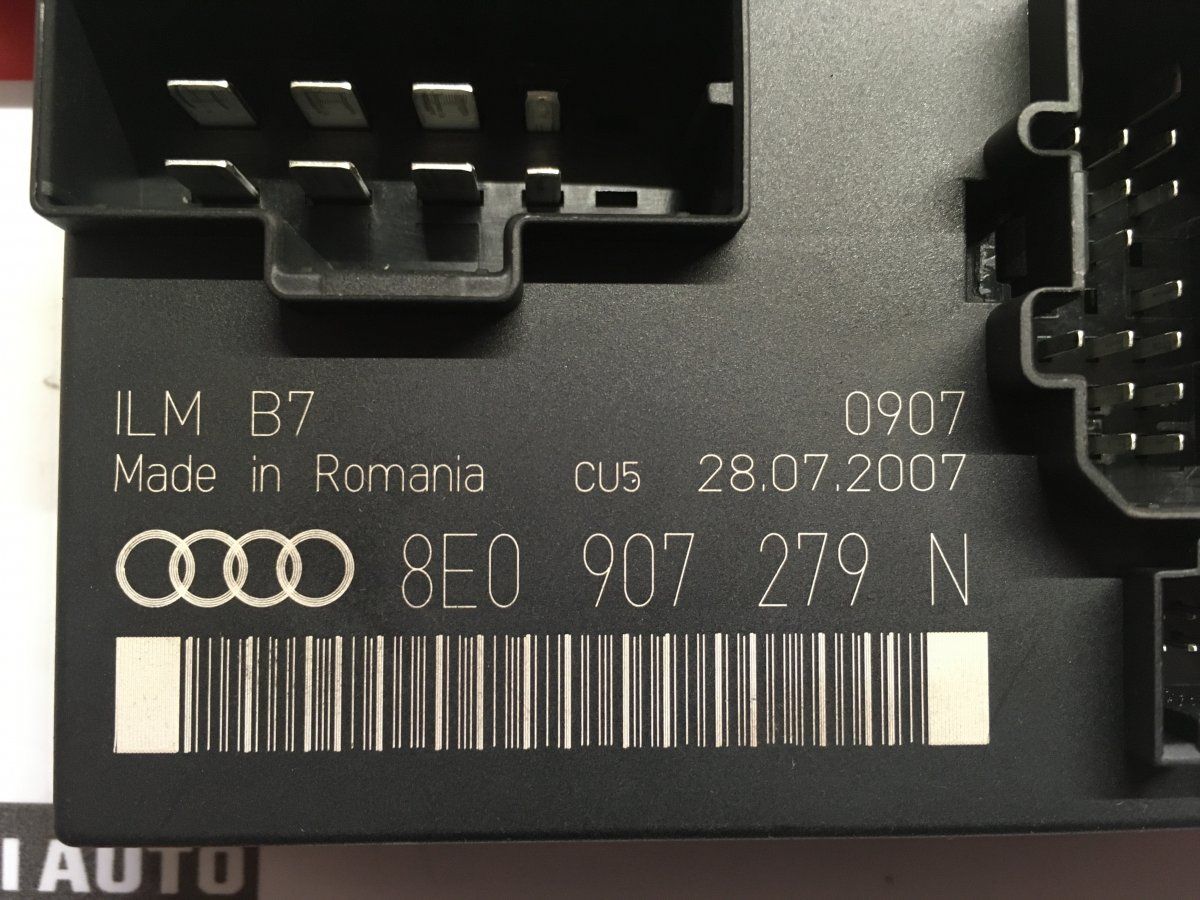 ILM B7 0907
Made in Romania CU5 28.07.2007
8E0 907 279 N
I AUTO